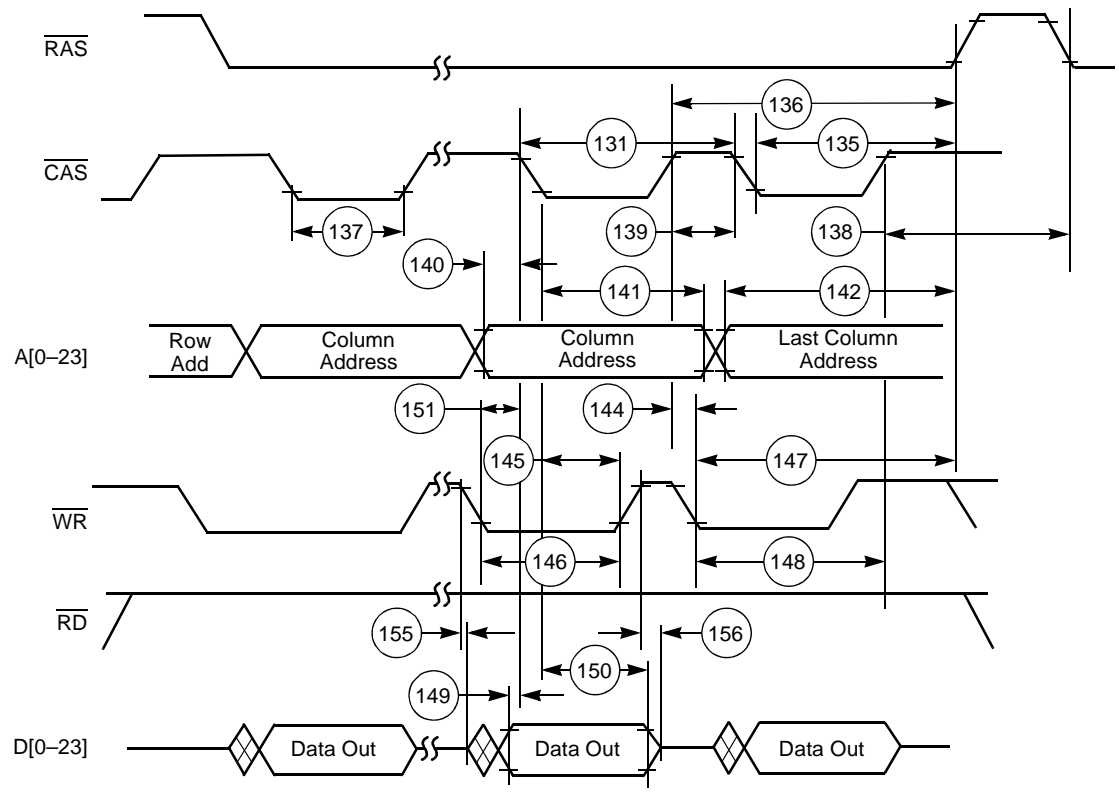 RAS
136
131
135
CAS
137
139
138
140
141
142
A[0–23]
Row
Add
Column
Address
Column
Address
Last Column
Address
151
144
145
147
WR
146
148
RD
155
156
150
149
D[0–23]
Data Out
Data Out
Data Out